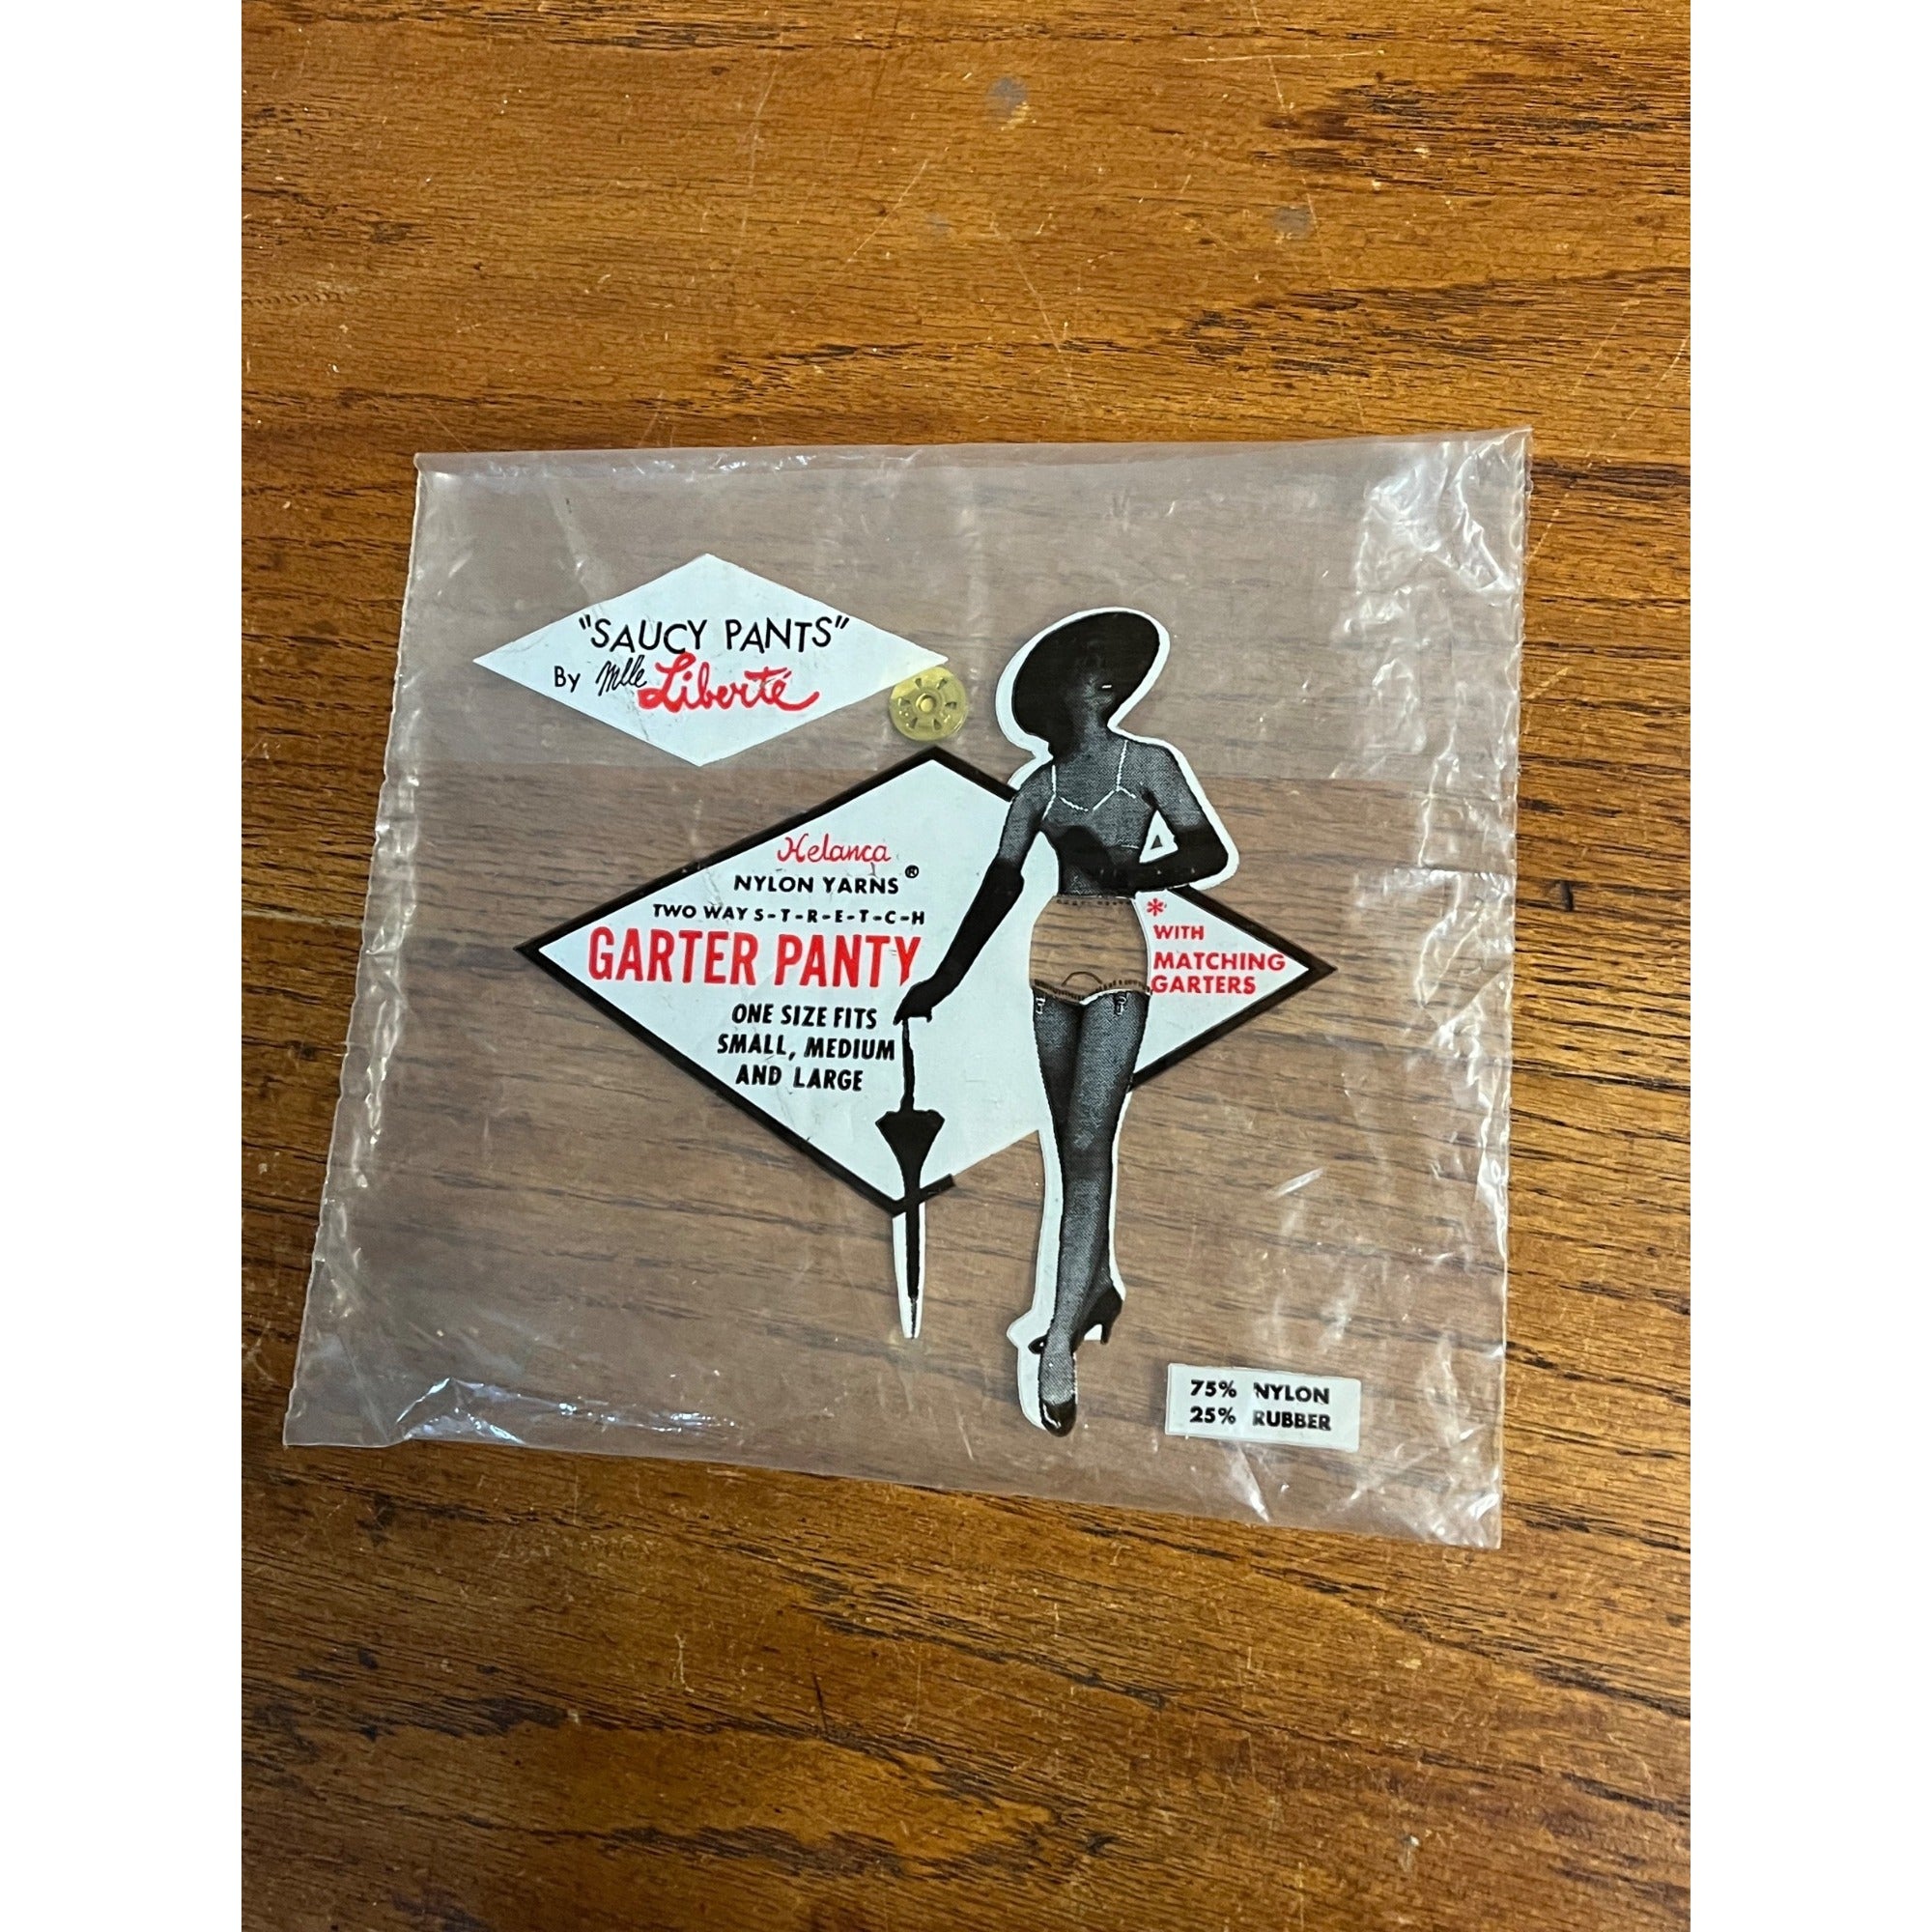 "SAUCY PANTS"
By Mlle Liberté
Helanca
NYLON YARNS ®
TWO WAY S-T-R-E-T-C-H
GARTER PANTY
ONE SIZE FITS
SMALL, MEDIUM
AND LARGE
*
WITH
MATCHING
GARTERS
75% NYLON
25% RUBBER